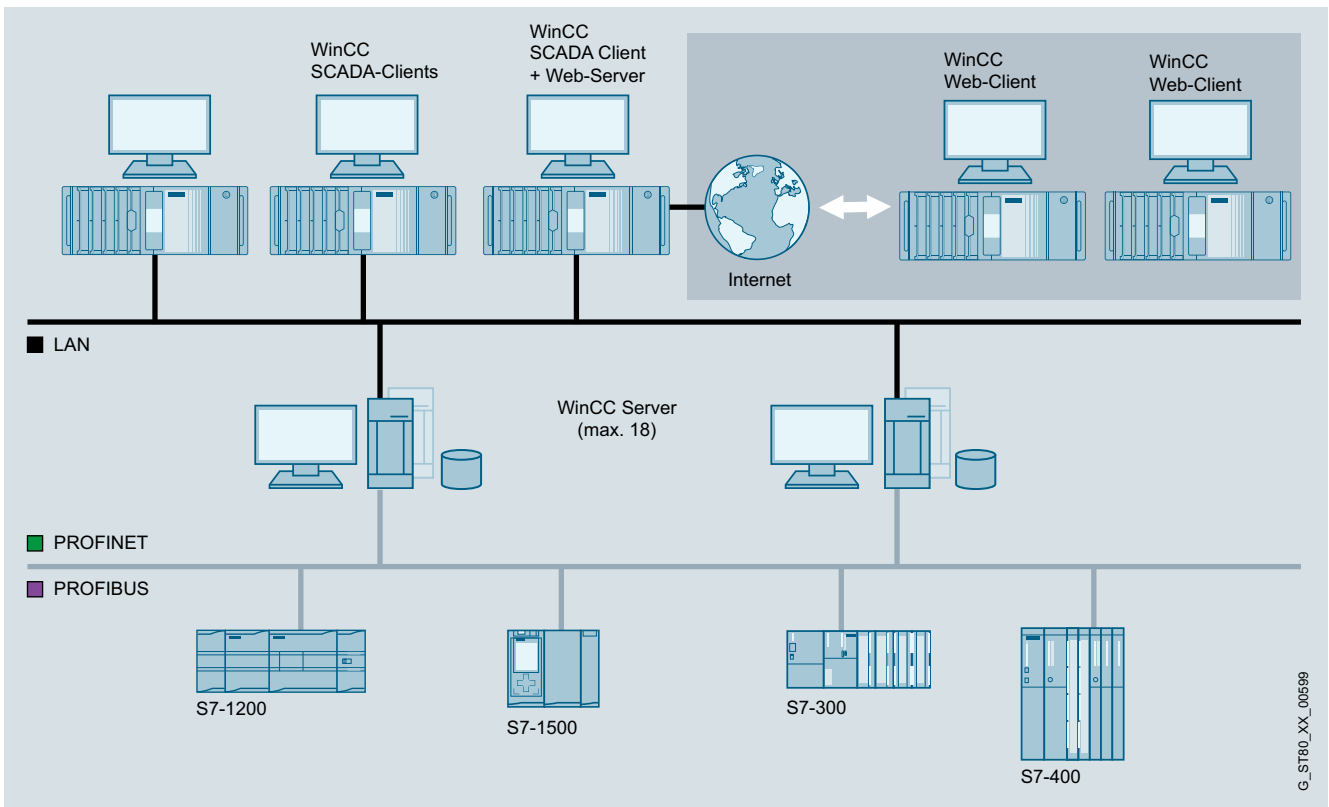 WinCC
SCADA-Clients
WinCC
SCADA Client
+ Web-Server
WinCC
Web-Client
WinCC
Web-Client
Internet
LAN
WinCC Server
(max. 18)
PROFINET
PROFIBUS
S7-1200
S7-1500
S7-300
S7-400
G_ST80_XX_00599